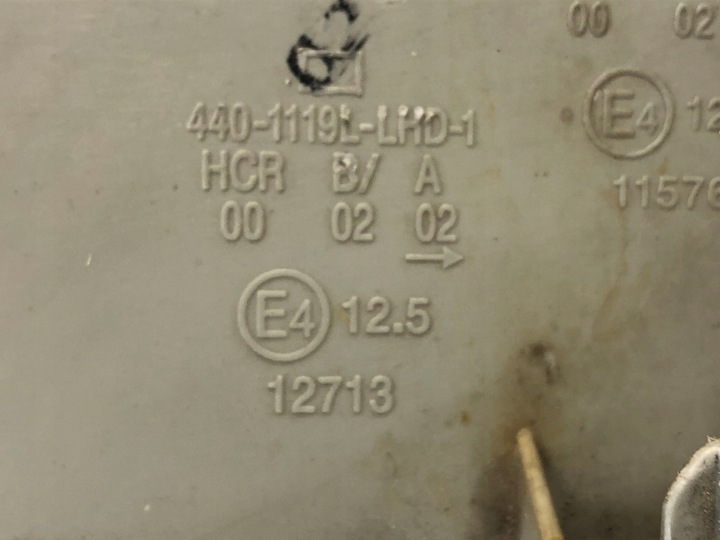 440-1119L-LHD-1
HCR B/ A
00 02 02
→
E4 12.5
12713
00 02
E4 12
11576